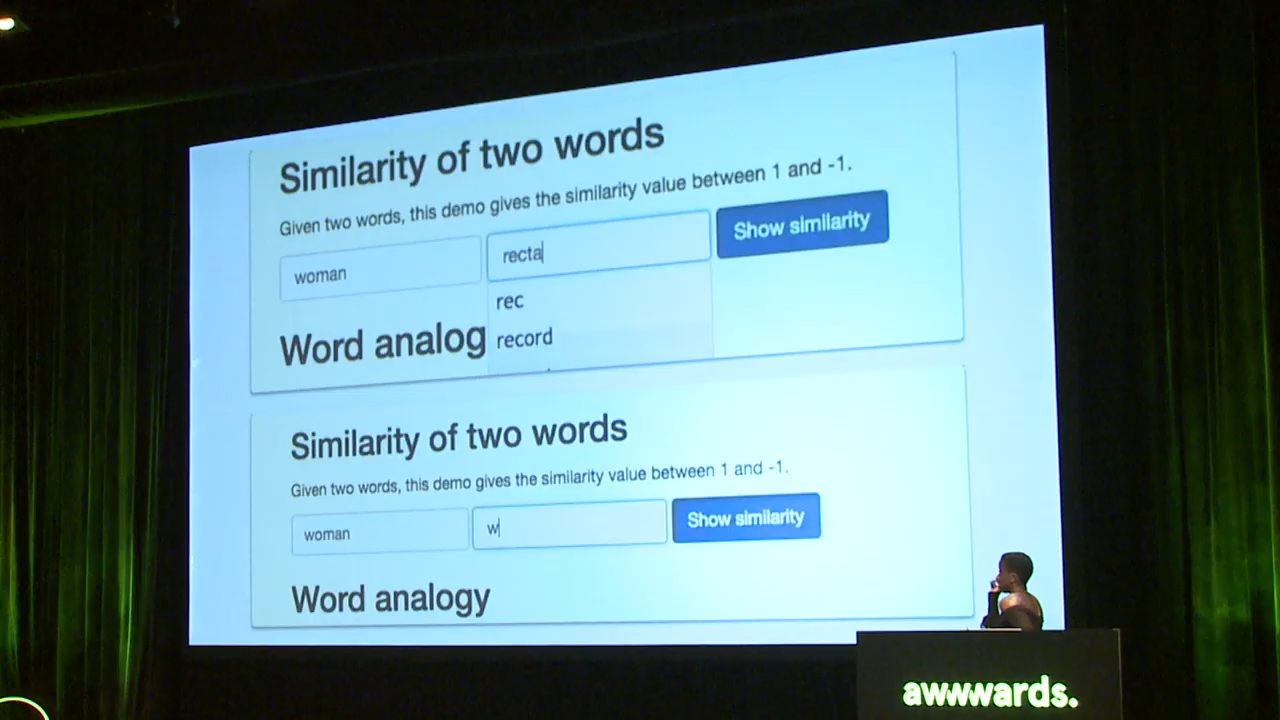 Similarity of two words
Given two words, this demo gives the similarity value between 1 and -1.
woman
recta
Show similarity
rec
record
Word analog
Similarity of two words
Given two words, this demo gives the similarity value between 1 and -1.
woman
w
Show similarity
Word analogy
awwwards.